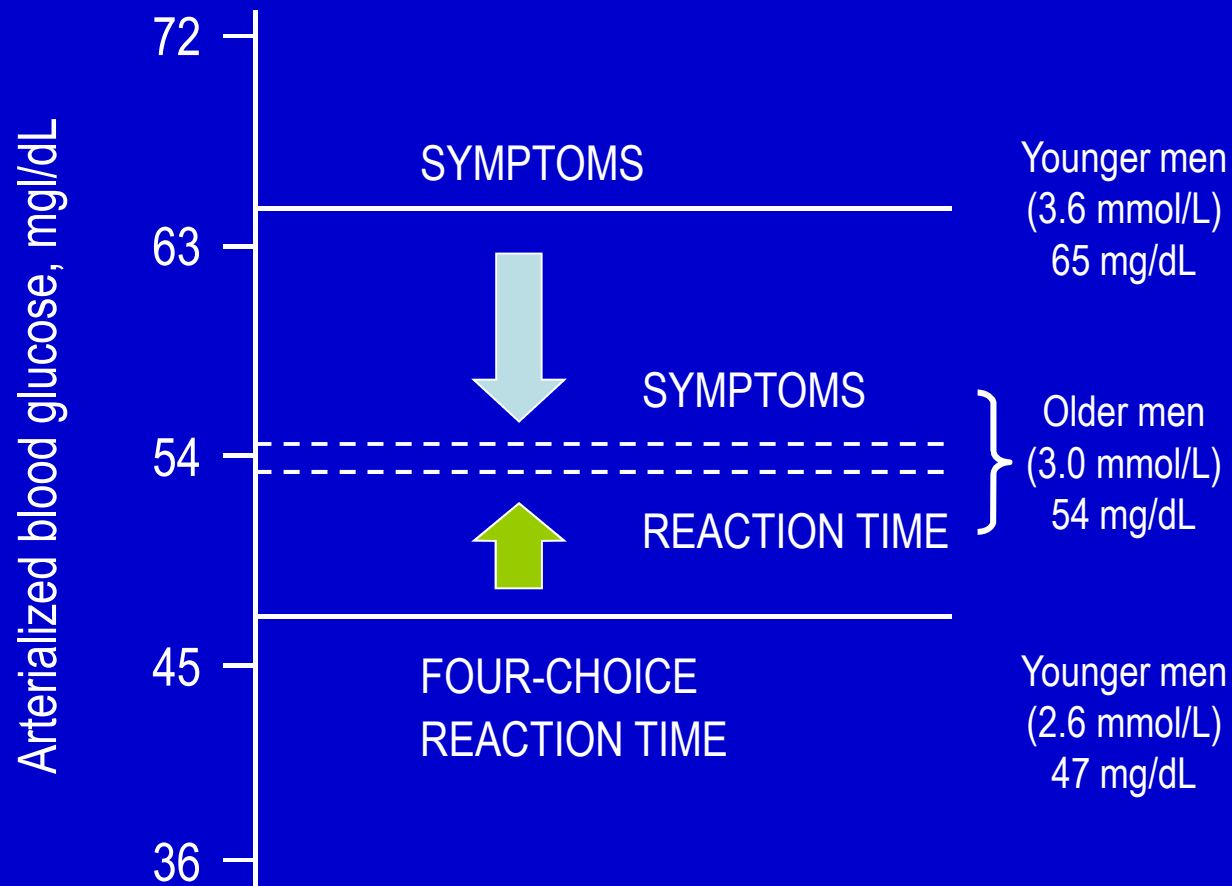 Arterialized blood glucose, mgl/dL
72
63
54
45
36
SYMPTOMS
Younger men
(3.6 mmol/L)
65 mg/dL
SYMPTOMS
REACTION TIME
Older men
(3.0 mmol/L)
54 mg/dL
FOUR-CHOICE
REACTION TIME
Younger men
(2.6 mmol/L)
47 mg/dL